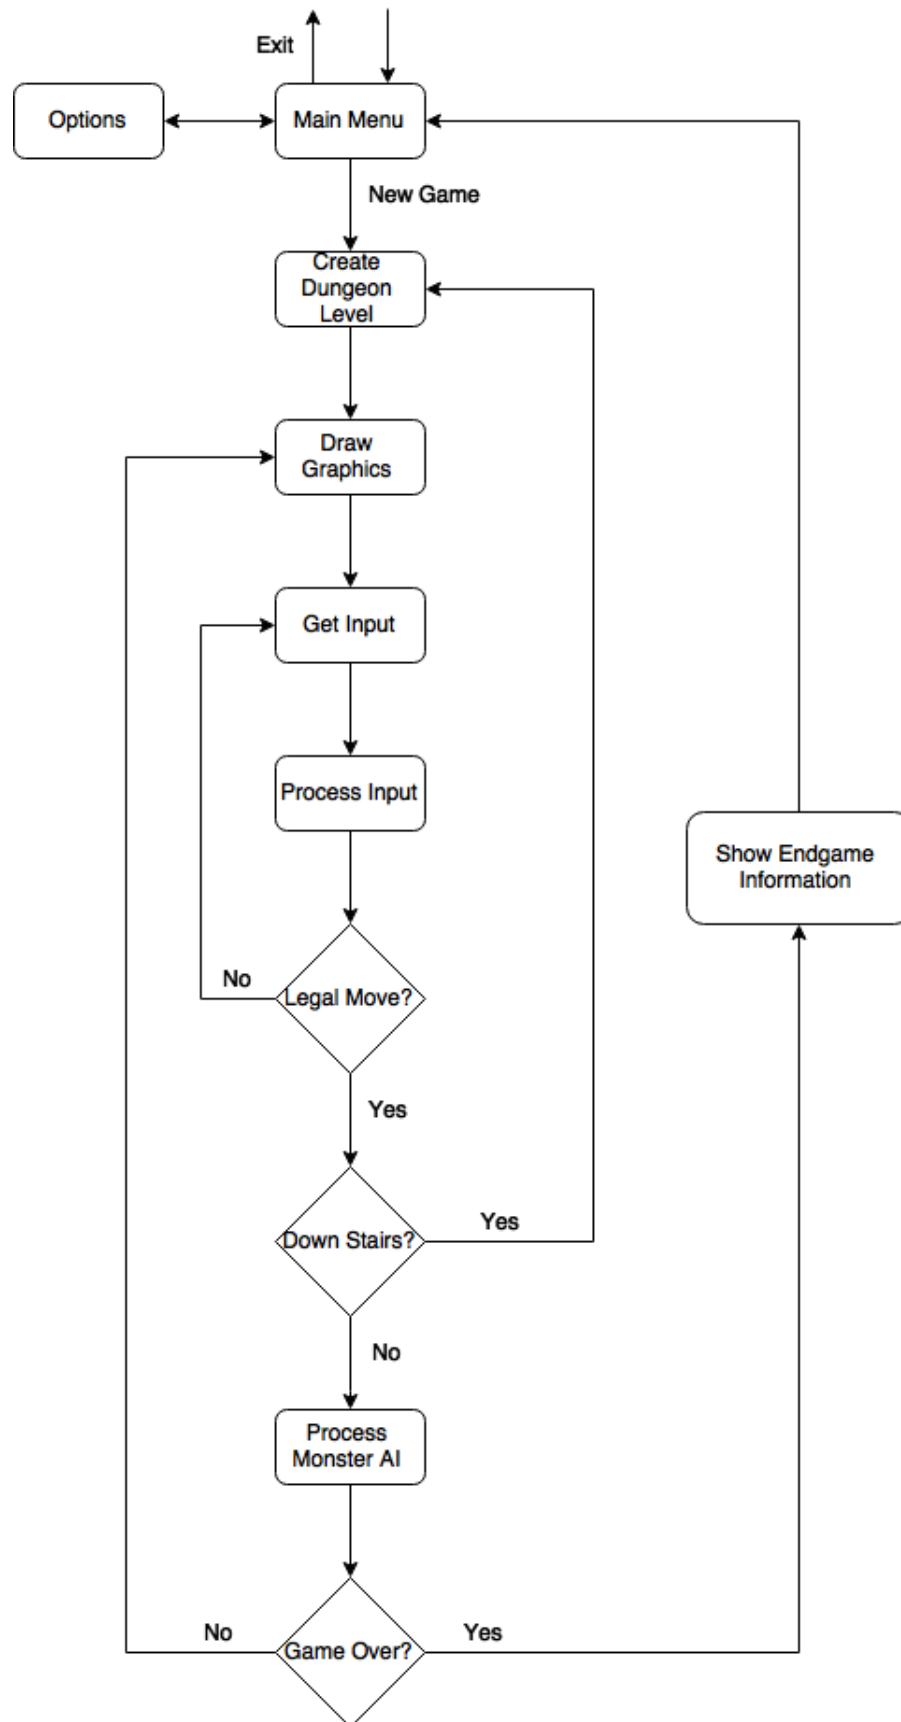 Exit
Options
Main Menu
New Game
Create
Dungeon
Level
Draw
Graphics
Get Input
Process Input
Show Endgame
Information
No
Legal Move?
Yes
Down Stairs?
Yes
No
Process
Monster AI
No
Game Over?
Yes